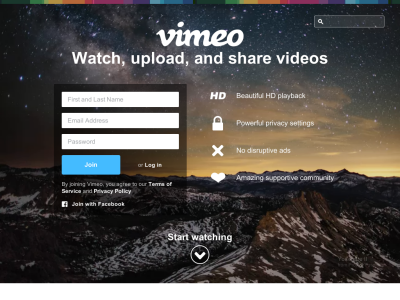 vimeo
Watch, upload, and share videos
First and Last Name
Email Address
Password
Join
or Log in
By joining Vimeo, you agree to our Terms of
Service and Privacy Policy.
Join with Facebook
HD Beautiful HD playback
Powerful privacy settings
No disruptive ads
Amazing supportive community
Start watching